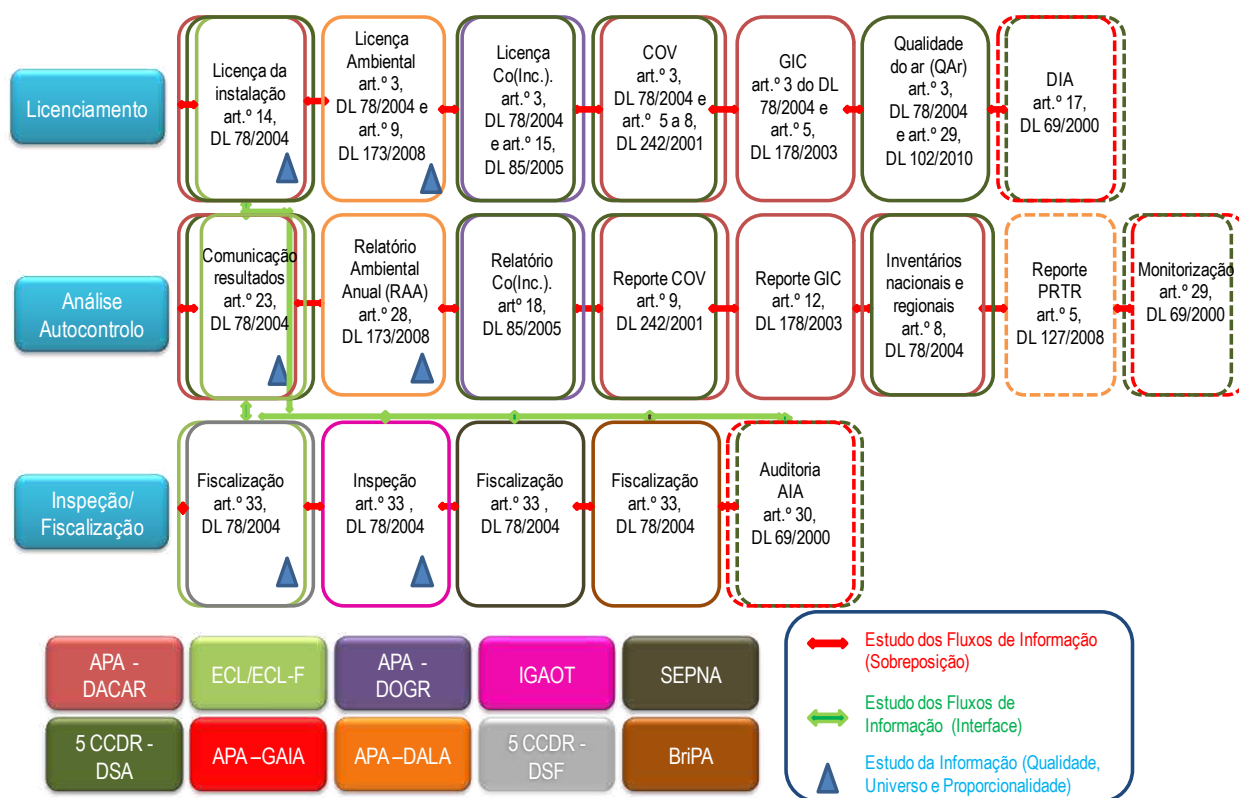 Licenciamento
Licença da
instalação
art.º 14,
DL 78/2004
Licença
Ambiental
art.º 3,
DL 78/2004 e
art.º 9,
DL 173/2008
Licença
Co(Inc.).
art.º 3,
DL 78/2004
e art.º 15,
DL 85/2005
COV
art.º 3,
DL 78/2004 e
art.º 5 a 8,
DL 242/2001
GIC
art.º 3 do DL
78/2004 e
art.º 5,
DL 178/2003
Qualidade
do ar (QAr)
art.º 3,
DL 78/2004
e art.º 29,
DL 102/2010
DIA
art.º 17,
DL 69/2000
Análise
Autocontrolo
Comunicação
resultados
art.º 23,
DL 78/2004
Relatório
Ambiental
Anual (RAA)
art.º 28,
DL 173/2008
Relatório
Co(Inc.).
artº 18,
DL 85/2005
Reporte COV
art.º 9,
DL 242/2001
Reporte GIC
art.º 12,
DL 178/2003
Inventários
nacionais e
regionais
art.º 8,
DL 78/2004
Reporte
PRTR
art.º 5,
DL 127/2008
Monitorização
art.º 29,
DL 69/2000
Inspeção/
Fiscalização
Fiscalização
art.º 33,
DL 78/2004
Inspeção
art.º 33 ,
DL 78/2004
Fiscalização
art.º 33 ,
DL 78/2004
Fiscalização
art.º 33,
DL 78/2004
Auditoria
AIA
art.º 30,
DL 69/2000
APA -
DACAR
ECL/ECL-F
APA -
DOGR
IGAOT
SEPNA
5 CCDR -
DSA
APA –GAIA
APA –DALA
5 CCDR -
DSF
BriPA
Estudo dos Fluxos de Informação
(Sobreposição)
Estudo dos Fluxos de
Informação (Interface)
Estudo da Informação (Qualidade,
Universo e Proporcionalidade)